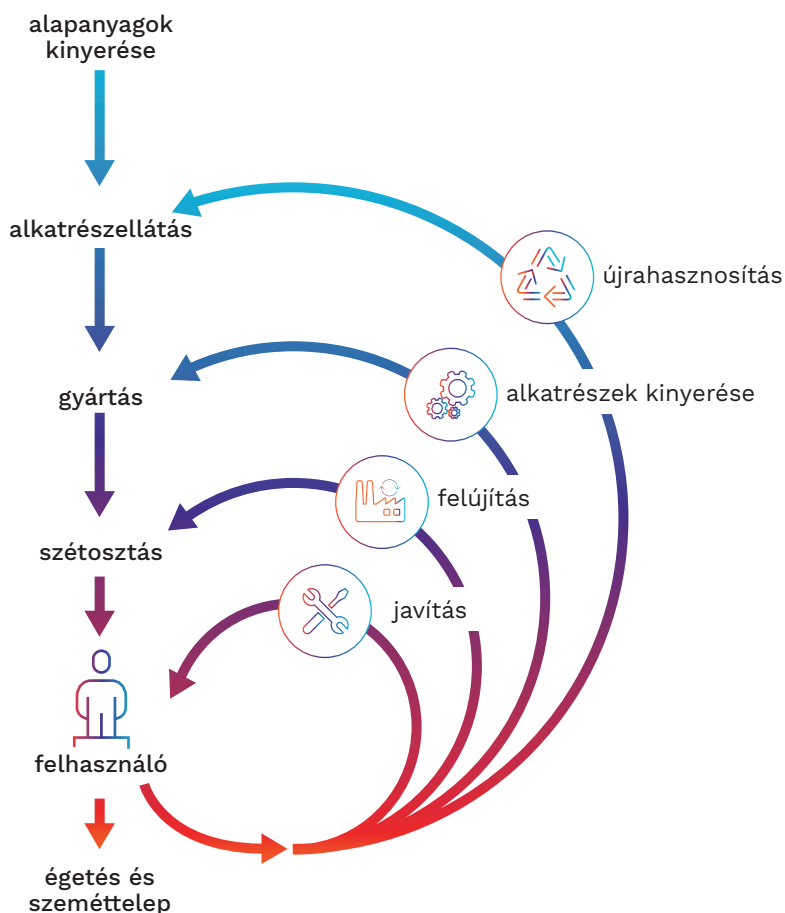 alapanyagok
kinyerése
alkatrészellátás
újrahasznosítás
gyártás
alkatrészek kinyerése
felújítás
szétosztás
javítás
felhasználó
égetés és
szeméttelep